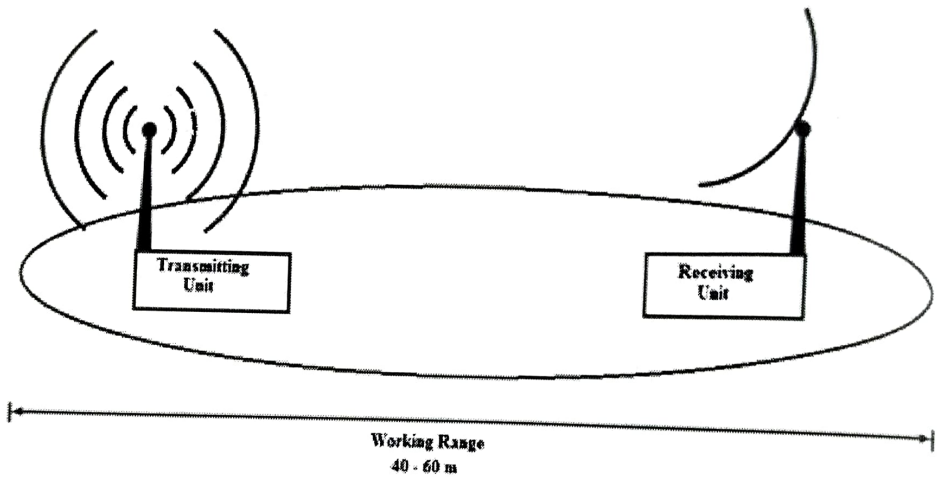 Transmitting
Unit
Receiving
Unit
Working Range
40 - 60 m